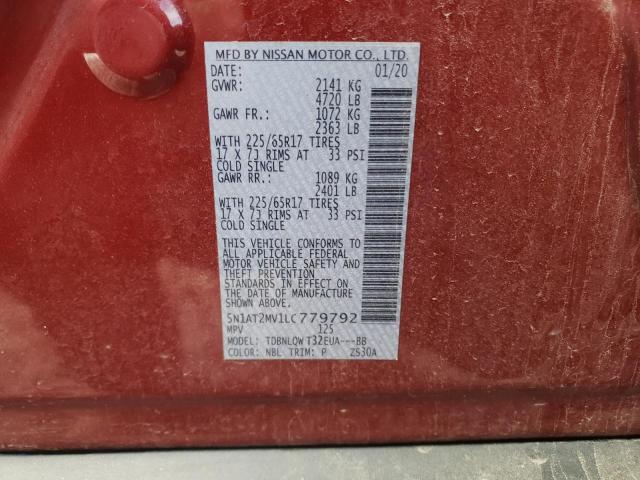 MFD BY NISSAN MOTOR CO., LTD.
DATE: 01/20
GVWR: 2141 KG
4720 LB
GAWR FR.: 1072 KG
2363 LB
WITH 225/65R17 TIRES
17 X 7J RIMS AT 33 PSI
COLD SINGLE
GAWR RR.: 1089 KG
2401 LB
WITH 225/65R17 TIRES
17 X 7J RIMS AT 33 PSI
COLD SINGLE
THIS VEHICLE CONFORMS TO
ALL APPLICABLE FEDERAL
MOTOR VEHICLE SAFETY AND
THEFT PREVENTION
STANDARDS IN EFFECT ON
THE DATE OF MANUFACTURE
SHOWN ABOVE.
5N1AT2MV1LC779792
MPV 125
MODEL: TDBNLQW T32EUA---BB
COLOR: NBL TRIM: P ZS30A